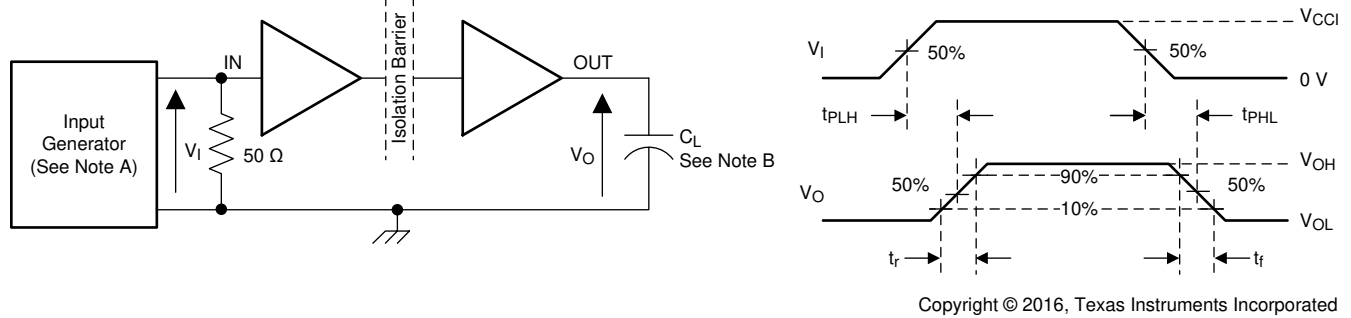 Input
Generator
(See Note A)
IN
V_I
50 Ω
Isolation Barrier
OUT
V_O
C_L
See Note B
V_I
50%
50%
V_CCI
0 V
t_PLH
t_PHL
V_O
50%
90%
10%
50%
V_OH
V_OL
t_r
t_f
Copyright © 2016, Texas Instruments Incorporated